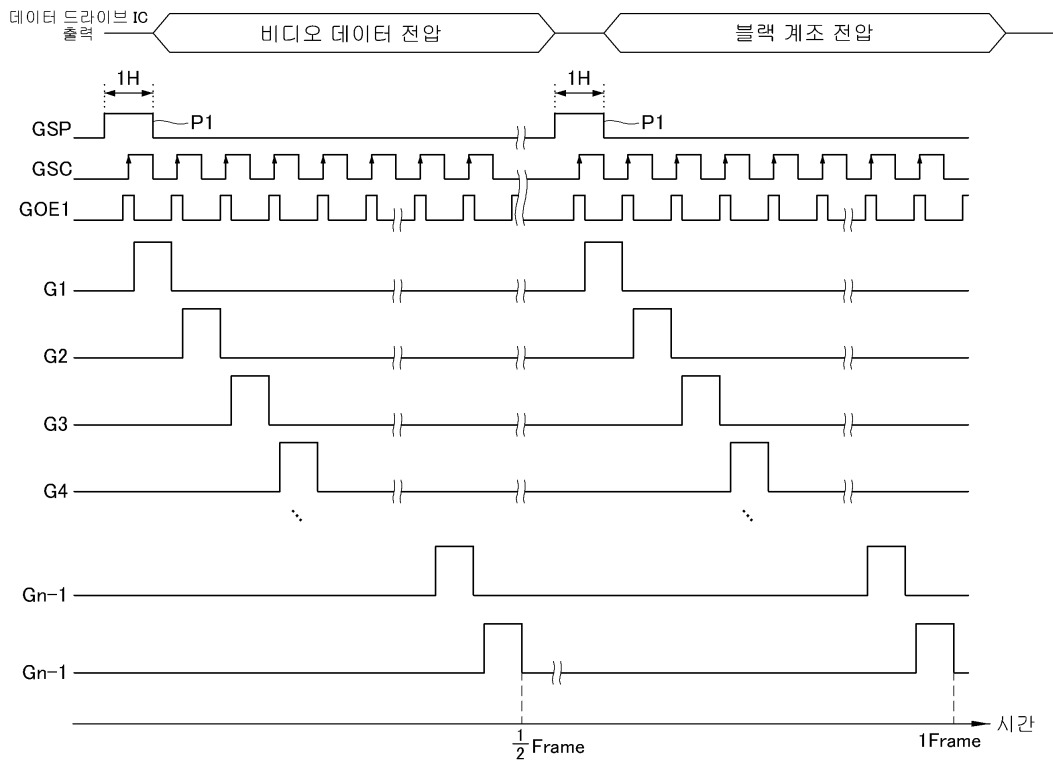 데이터 드라이브 IC
출력
비디오 데이터 전압
블랙 계조 전압
1H
1H
GSP
P1
P1
GSC
GOE1
G1
G2
G3
G4
⋱
⋱
Gn-1
Gn-1
시간
1/2 Frame
1Frame